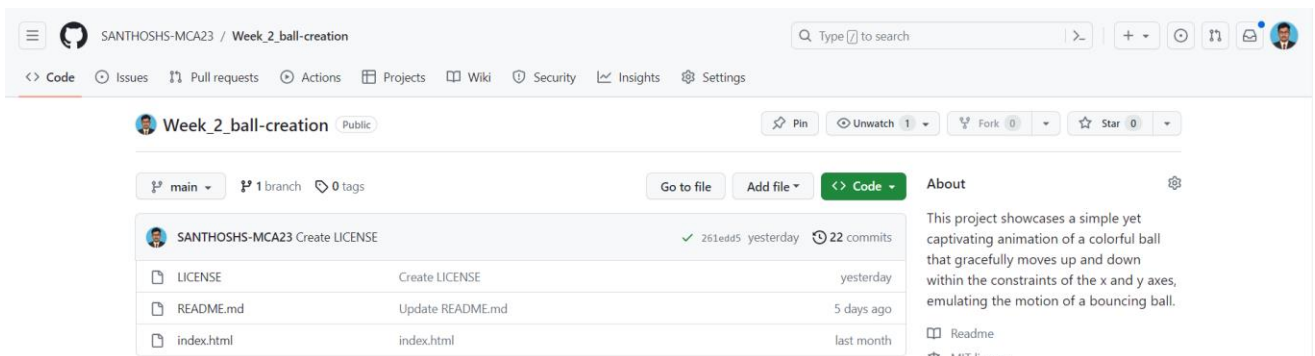 SANTHOSHS-MCA23 / Week_2_ball-creation
Type / to search
Code Issues Pull requests Actions Projects Wiki Security Insights Settings
Week_2_ball-creation Public
Pin Unwatch 1 Fork 0 Star 0
main 1 branch 0 tags Go to file Add file Code
SANTHOSHS-MCA23 Create LICENSE 261edd5 yesterday 22 commits
LICENSE Create LICENSE yesterday
README.md Update README.md 5 days ago
index.html index.html last month
About
This project showcases a simple yet
captivating animation of a colorful ball
that gracefully moves up and down
within the constraints of the x and y axes,
emulating the motion of a bouncing ball.
Readme